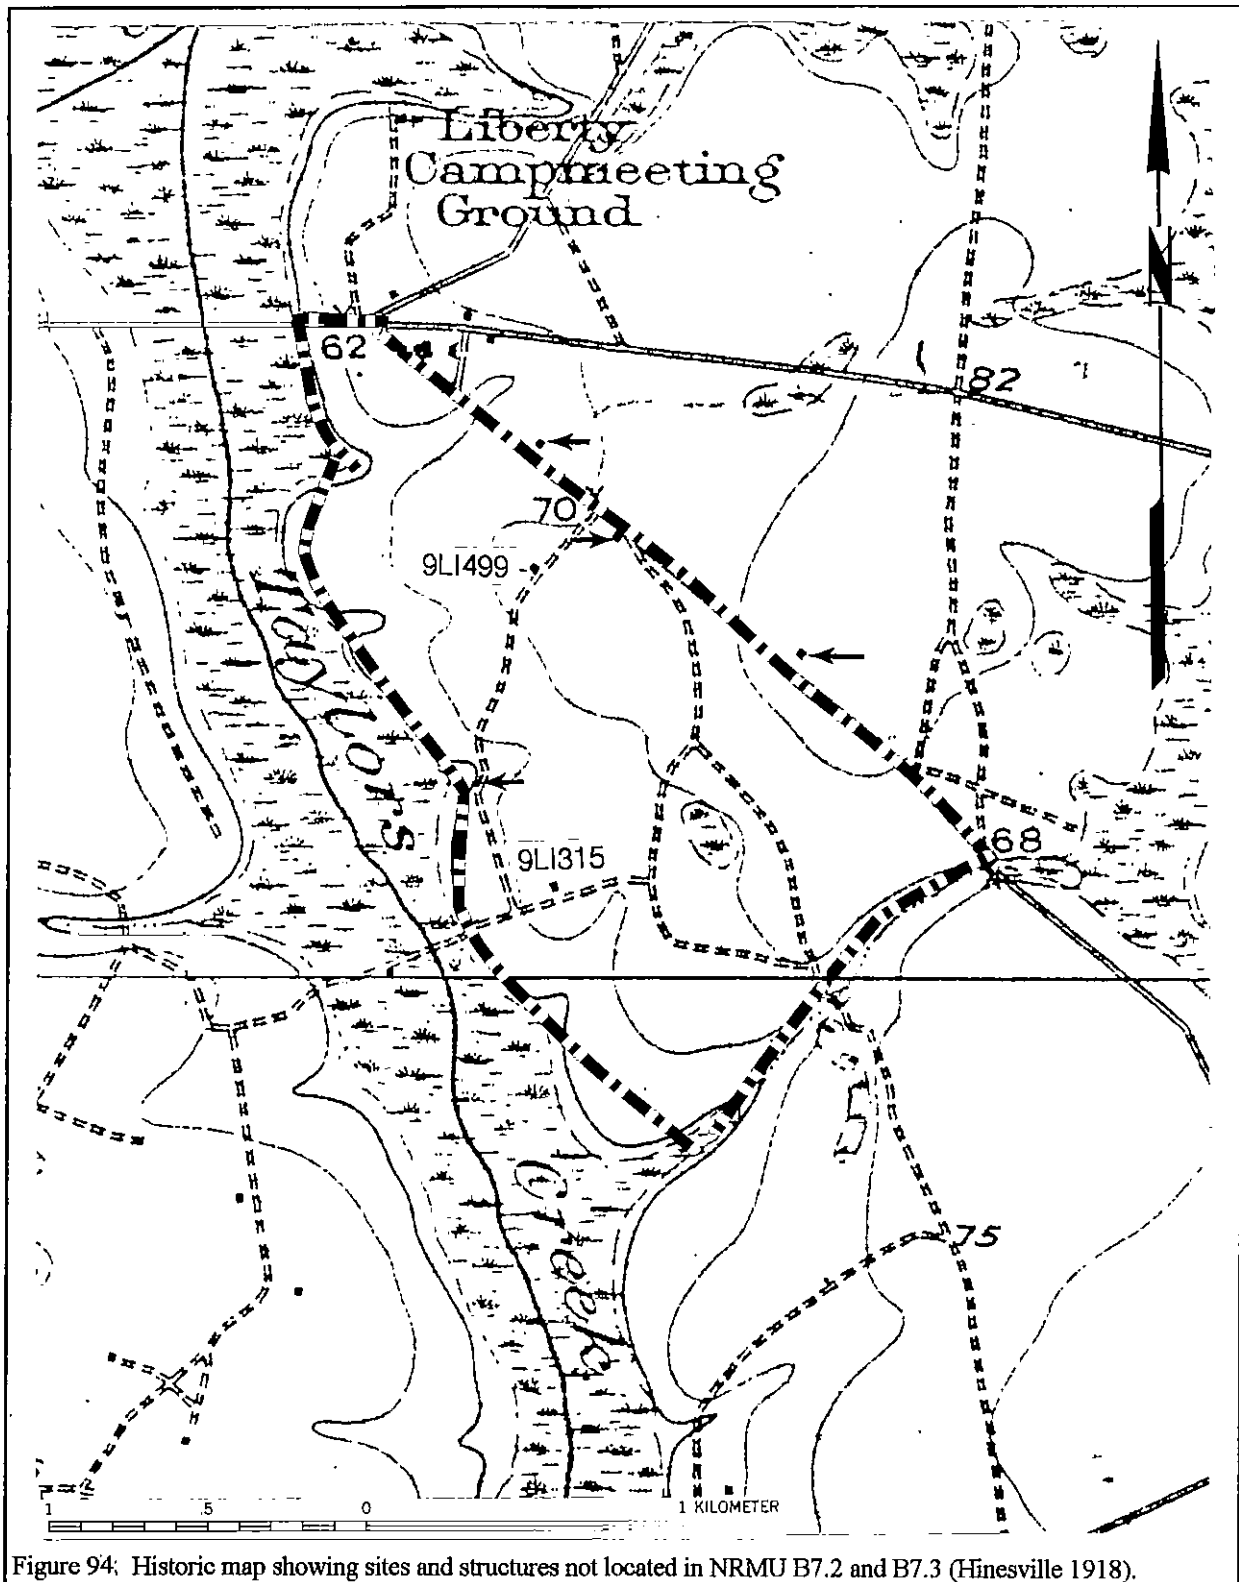 Liberty
Campmeeting
Ground
N
62
82
70
9LI499
Taylors
9LI315
68
Creek
75
1 .5 0 1 KILOMETER
Figure 94: Historic map showing sites and structures not located in NRMU B7.2 and B7.3 (Hinesville 1918).